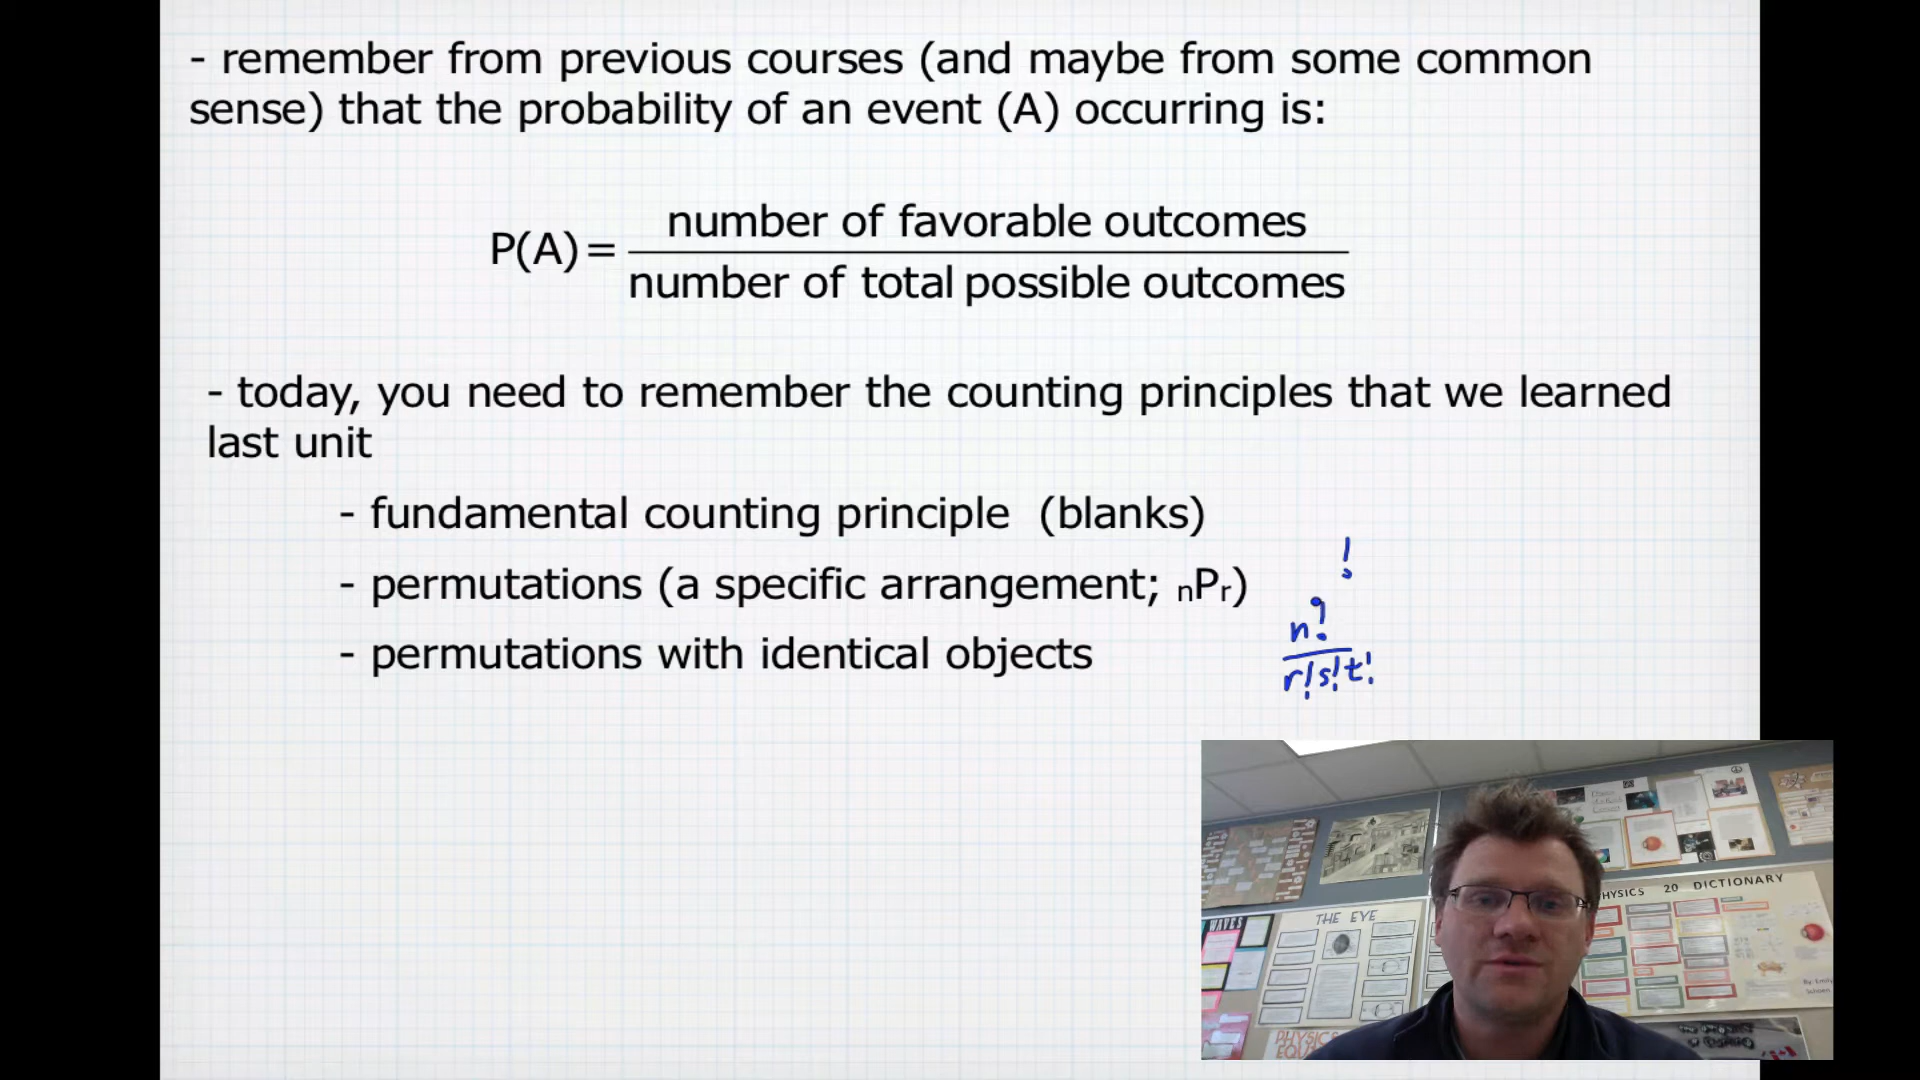 - remember from previous courses (and maybe from some common
sense) that the probability of an event (A) occurring is:
P(A) = number of favorable outcomes
number of total possible outcomes
- today, you need to remember the counting principles that we learned
last unit
- fundamental counting principle (blanks)
- permutations (a specific arrangement; nPr)
!
- permutations with identical objects
n!
r!s!t!
WAVES
THE EYE
PHYSICS 20 DICTIONARY
By: Emily
PHYSICS